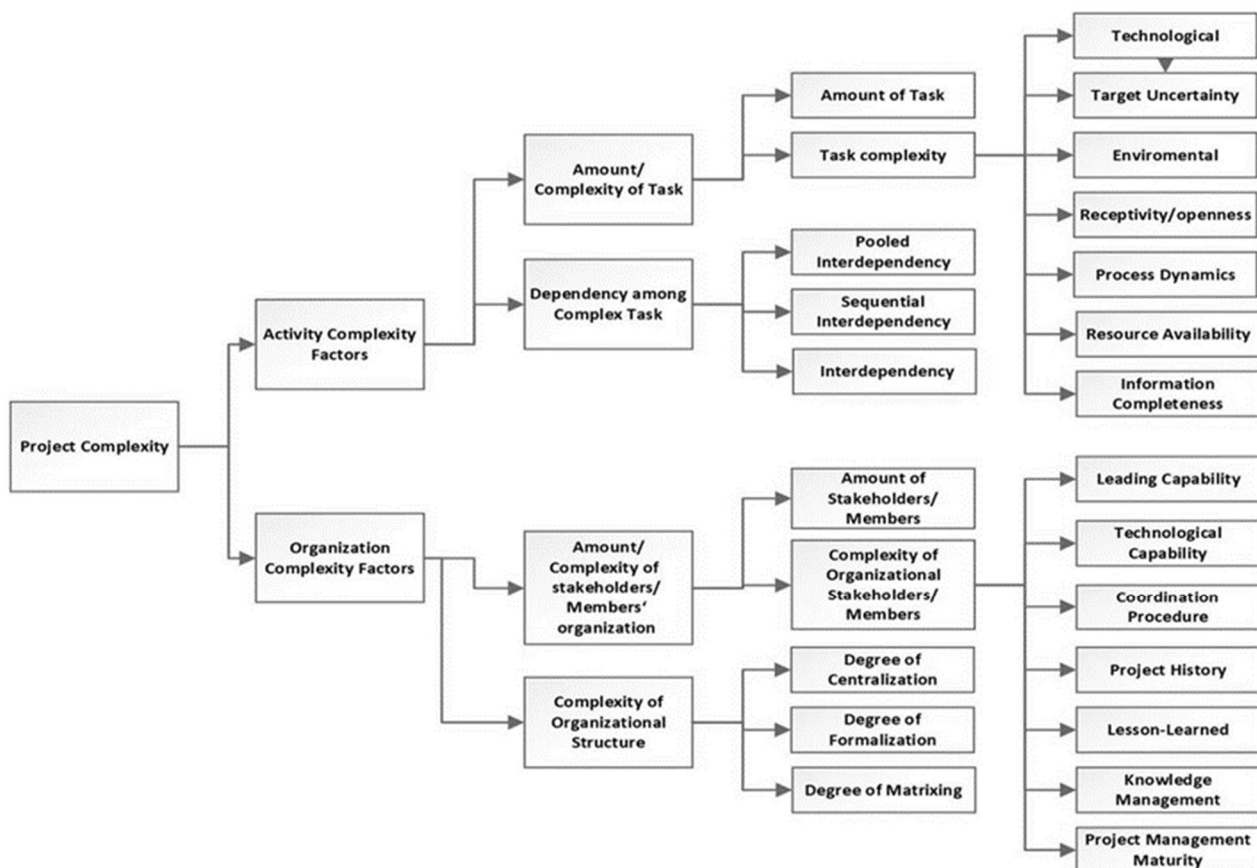 Project Complexity
Activity Complexity
Factors
Organization
Complexity Factors
Amount/
Complexity of Task
Dependency among
Complex Task
Amount/
Complexity of
stakeholders/
Members‘
organization
Complexity of
Organizational
Structure
Amount of Task
Task complexity
Pooled
Interdependency
Sequential
Interdependency
Interdependency
Amount of
Stakeholders/
Members
Complexity of
Organizational
Stakeholders/
Members
Degree of
Centralization
Degree of
Formalization
Degree of Matrixing
Technological
Target Uncertainty
Enviromental
Receptivity/openness
Process Dynamics
Resource Availability
Information
Completeness
Leading Capability
Technological
Capability
Coordination
Procedure
Project History
Lesson-Learned
Knowledge
Management
Project Management
Maturity